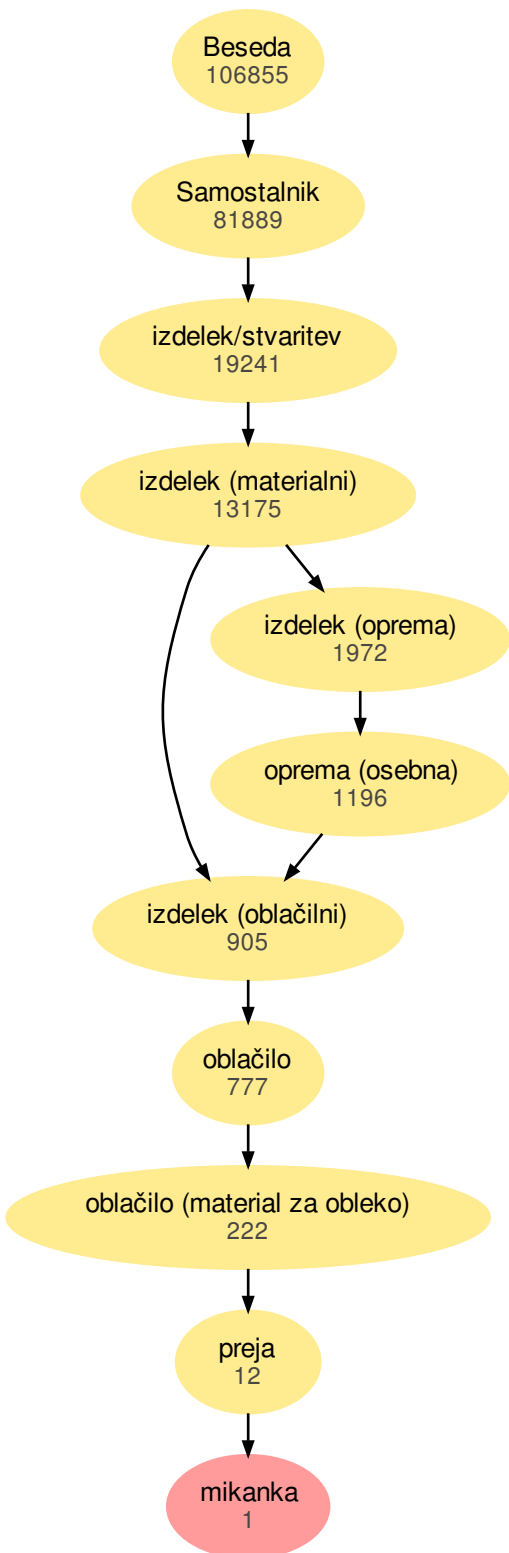 Beseda
106855
Samostalnik
81889
izdelek/stvaritev
19241
izdelek (materialni)
13175
izdelek (oprema)
1972
oprema (osebna)
1196
izdelek (oblačilni)
905
oblačilo
777
oblačilo (material za obleko)
222
preja
12
mikanka
1